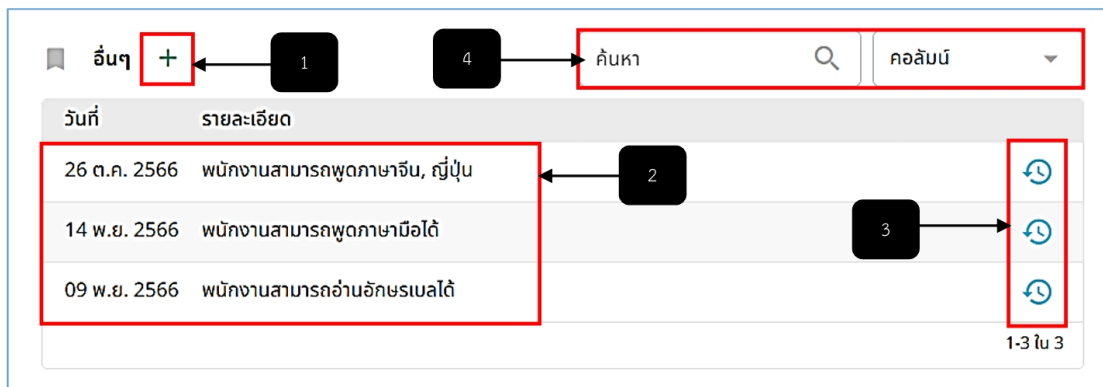 อื่นๆ + 1 4 ค้นหา คอลัมน์
วันที่ รายละเอียด
26 ต.ค. 2566 พนักงานสามารถพูดภาษาจีน, ญี่ปุ่น 2
14 พ.ย. 2566 พนักงานสามารถพูดภาษามือได้ 3
09 พ.ย. 2566 พนักงานสามารถอ่านอักษรเบลได้
1-3 ใน 3